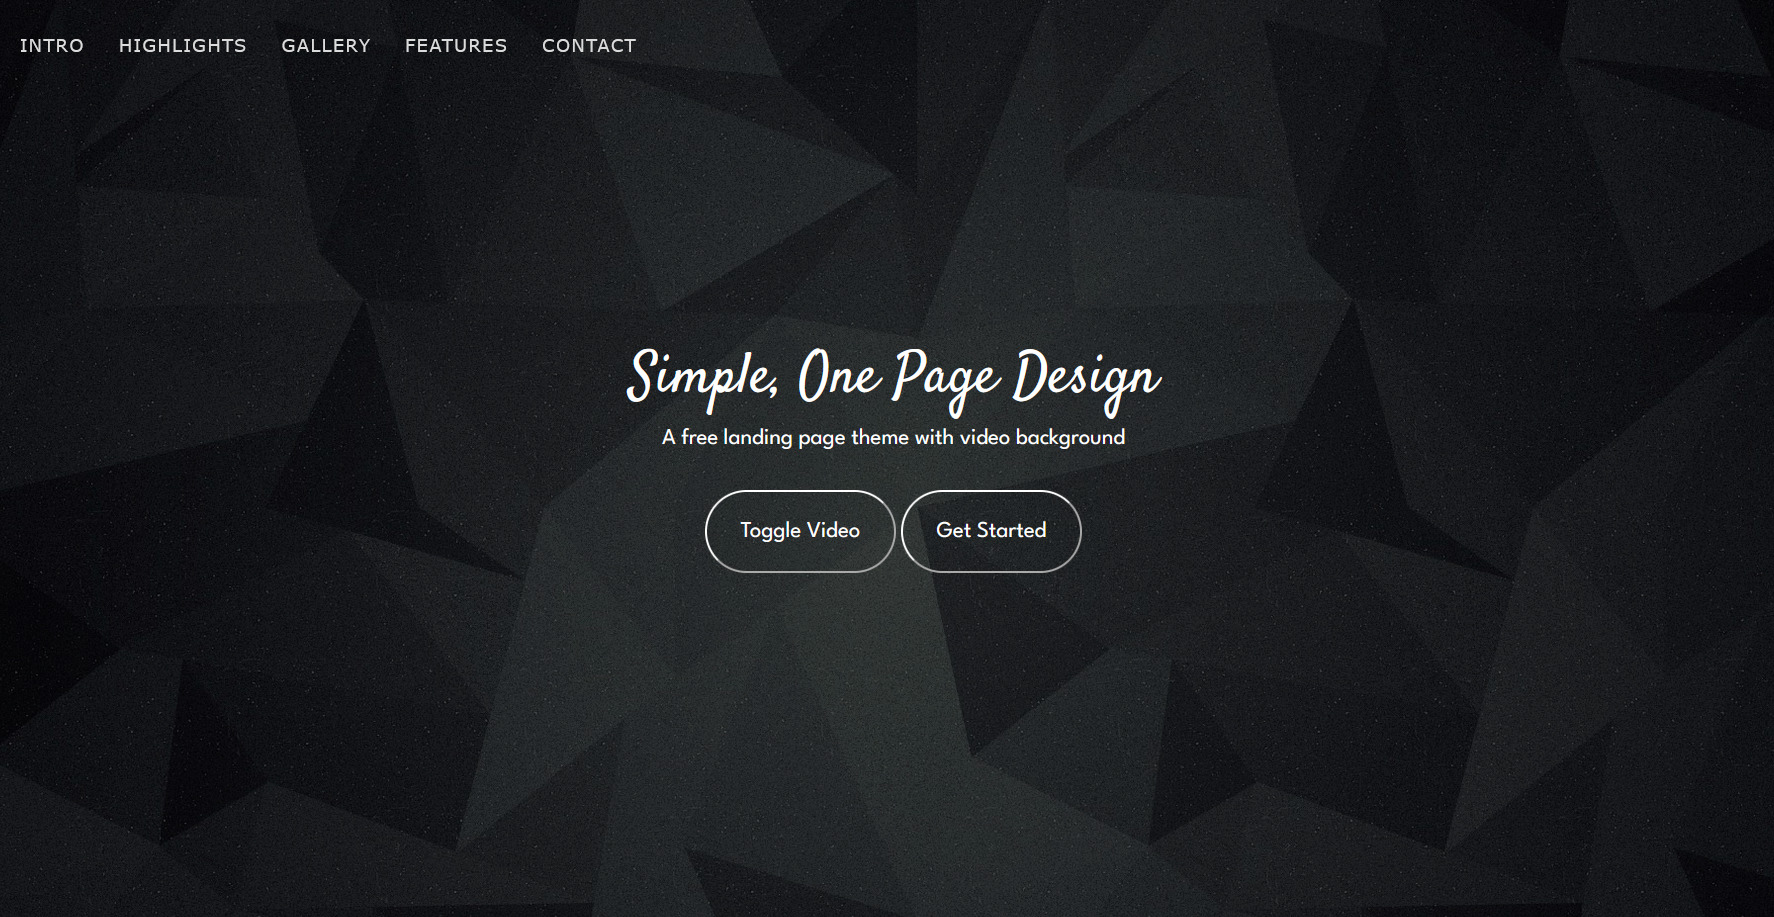 INTRO HIGHLIGHTS GALLERY FEATURES CONTACT
Simple, One Page Design
A free landing page theme with video background
Toggle Video Get Started